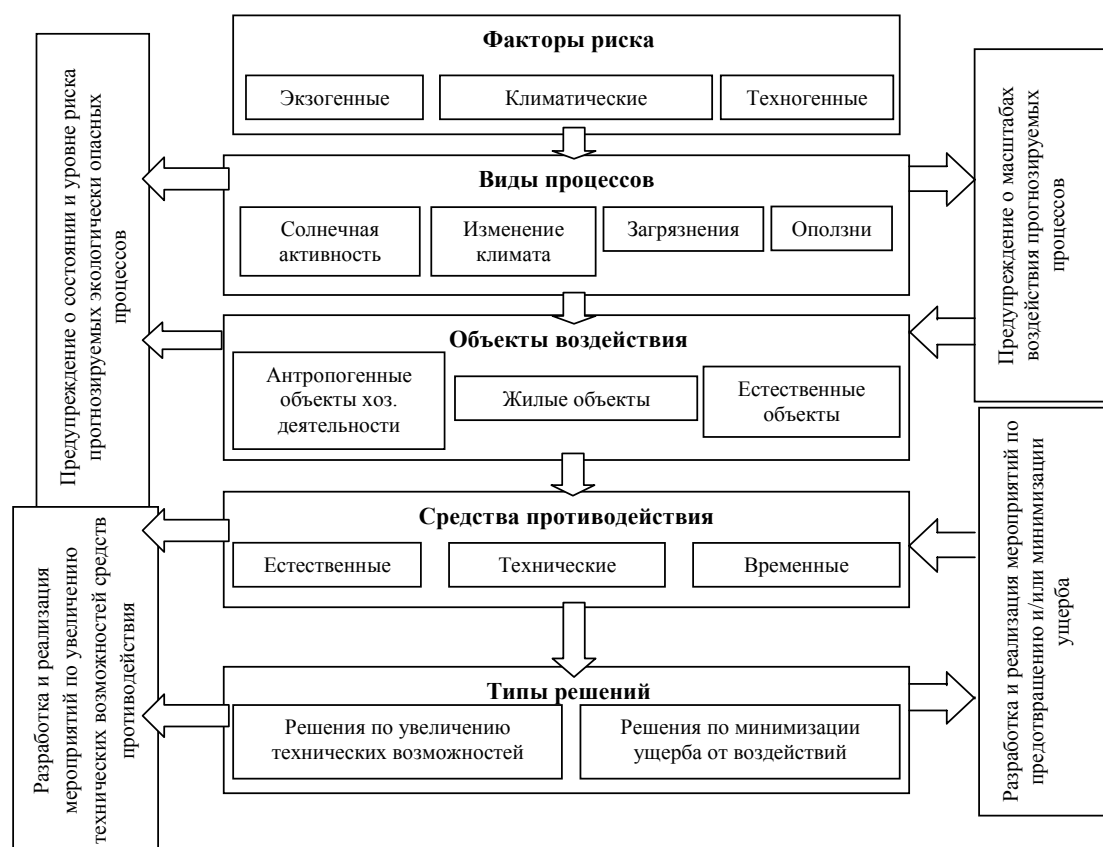 Факторы риска
Экзогенные
Климатические
Техногенные
Виды процессов
Солнечная
активность
Изменение
климата
Загрязнения
Оползни
Объекты воздействия
Антропогенные
объекты хоз.
деятельности
Жилые объекты
Естественные
объекты
Средства противодействия
Естественные
Технические
Временные
Типы решений
Решения по увеличению
технических возможностей
Решения по минимизации
ущерба от воздействий
Предупреждение о состоянии и уровне риска
прогнозируемых экологически опасных
процессов
Разработка и реализация
мероприятий по увеличению
технических возможностей средств
противодействия
Предупреждение о масштабах
воздействия прогнозируемых
процессов
Разработка и реализация мероприятий по
предотвращению и/или минимизации
ущерба